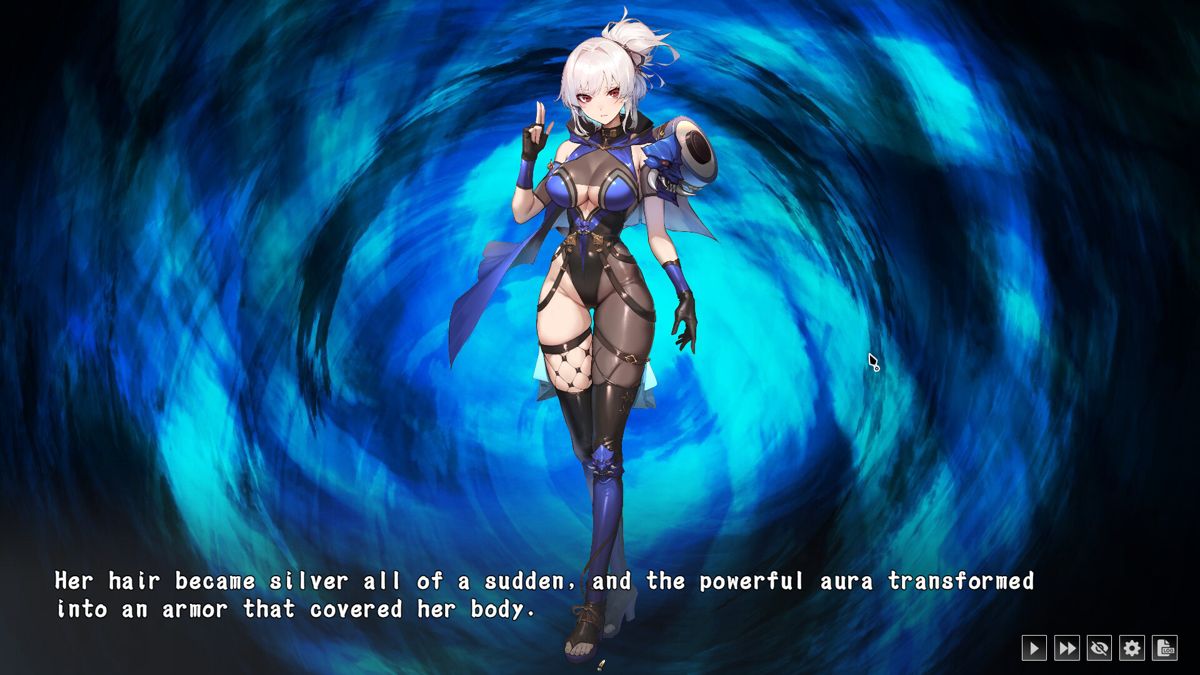 Her hair became silver all of a sudden, and the powerful aura transformed
into an armor that covered her body.
LOG